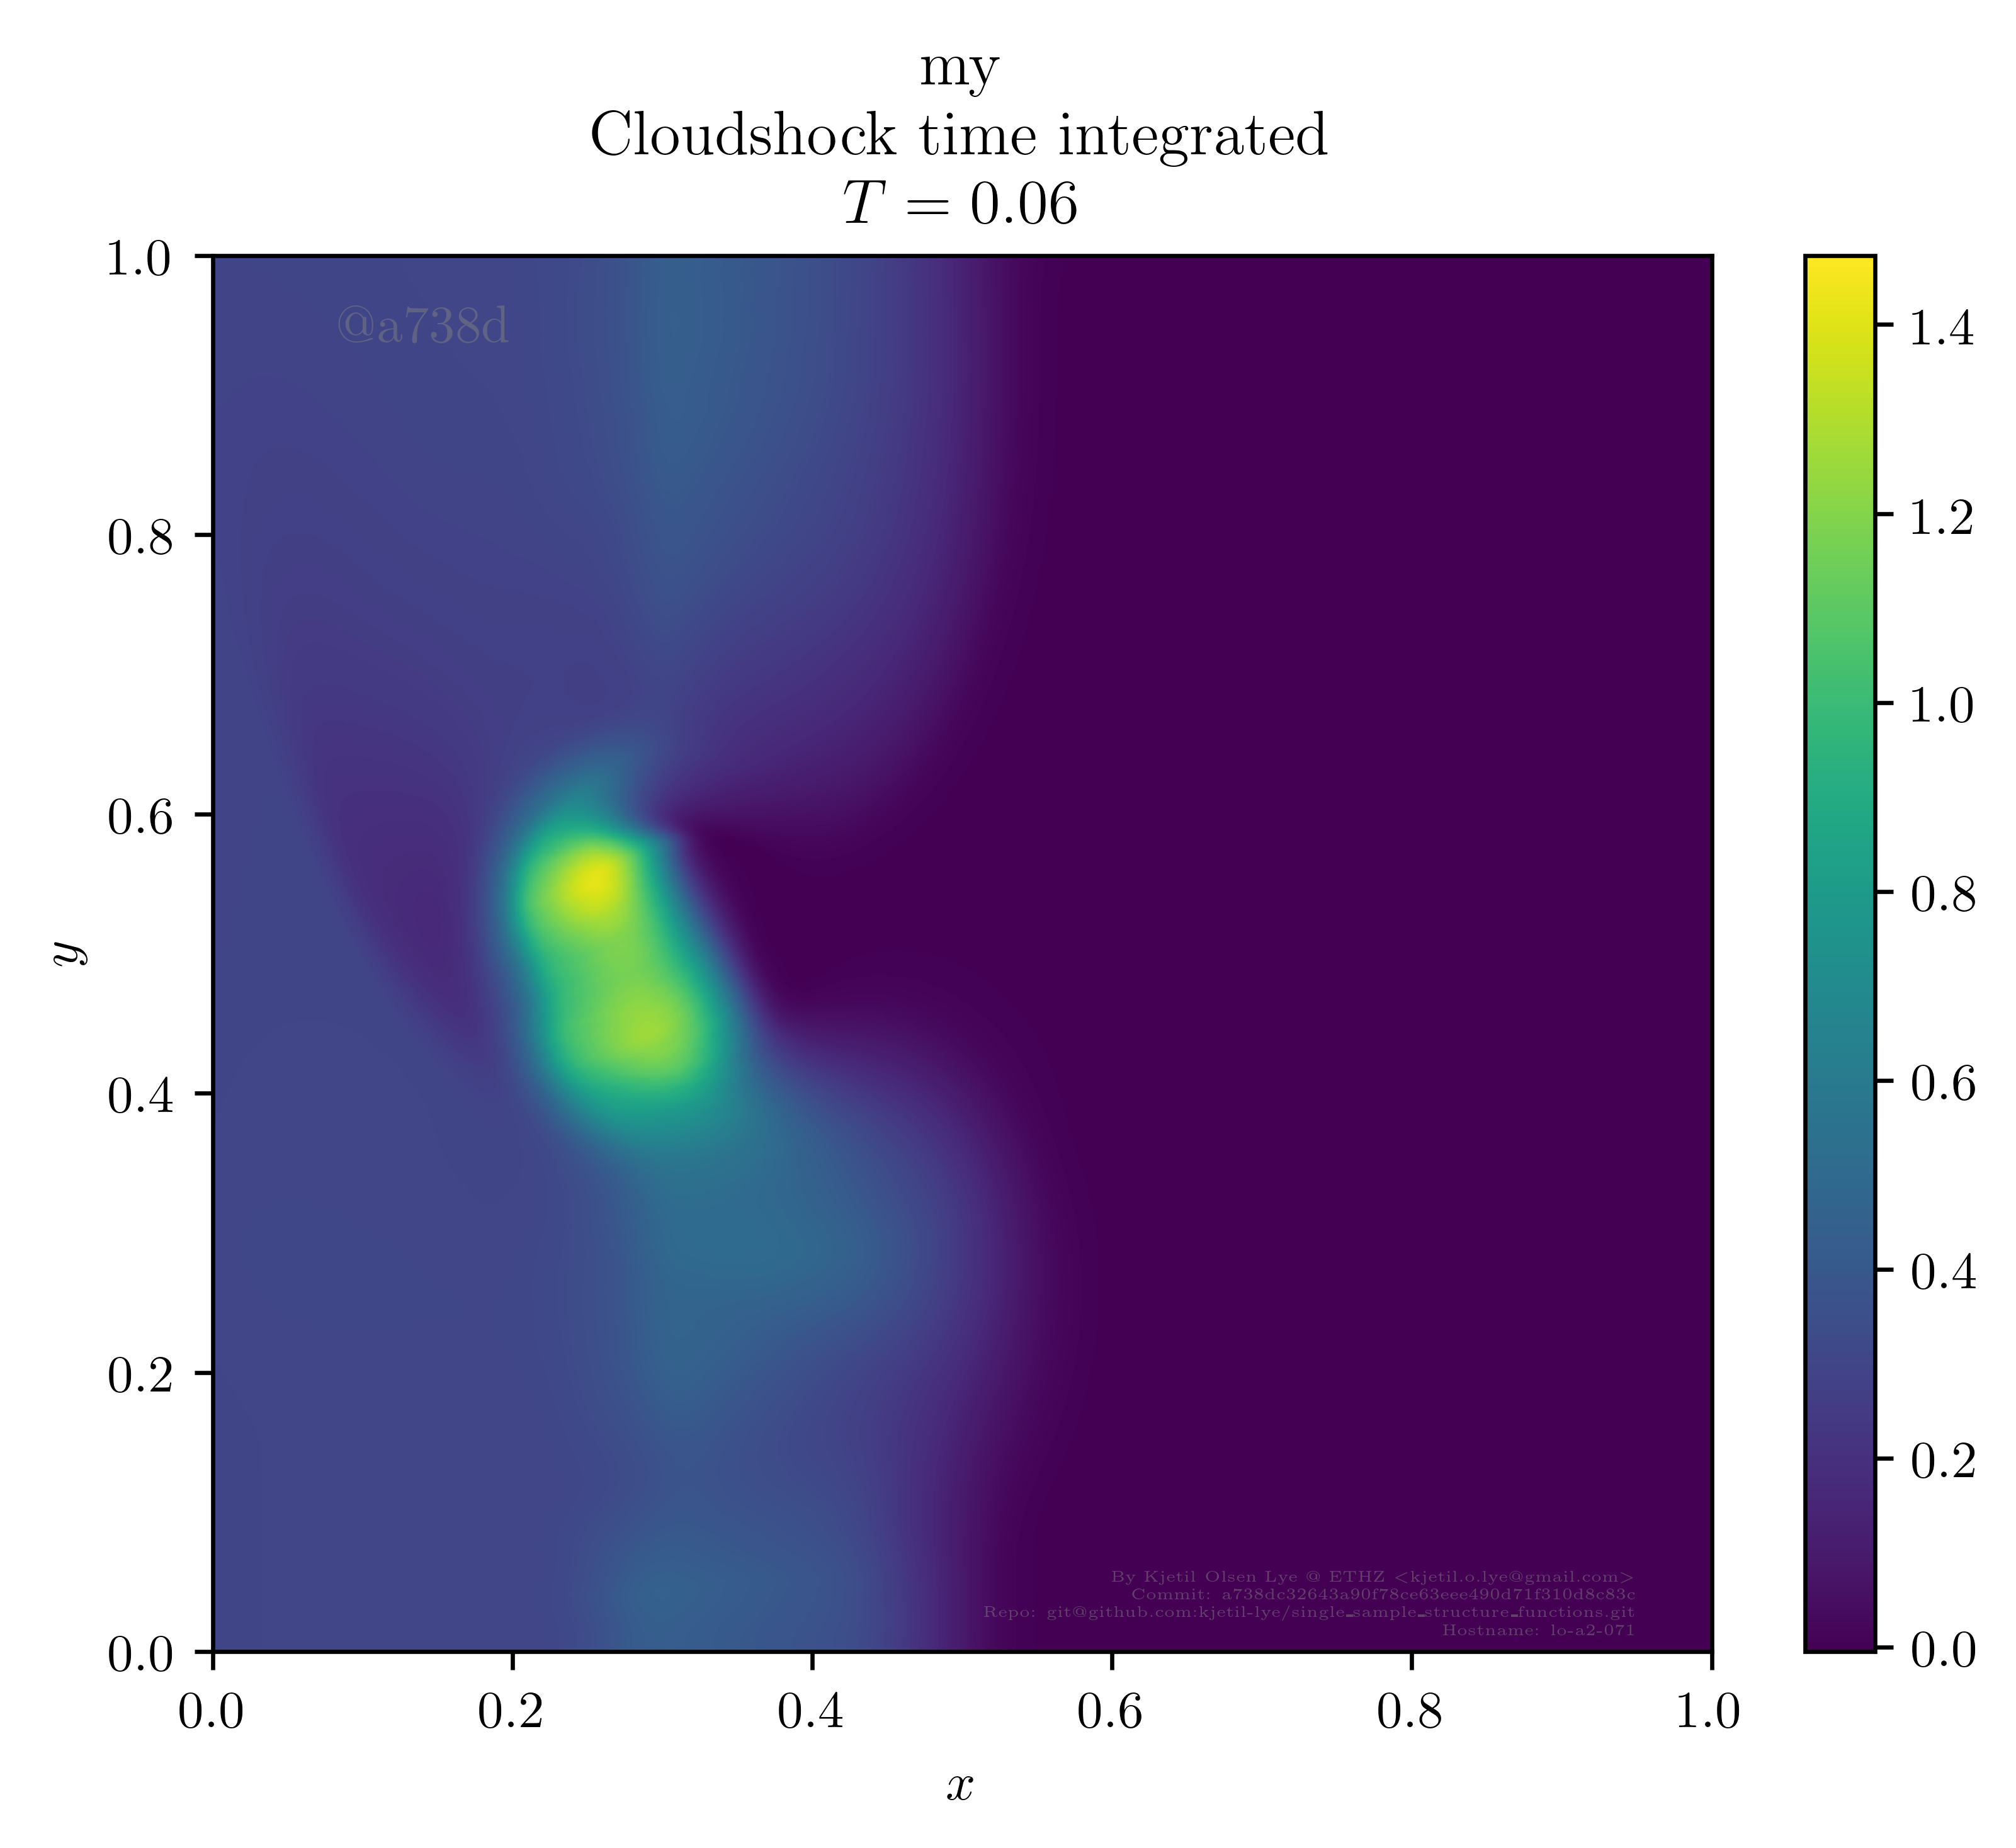 my
Cloudshock time integrated
T = 0.06
1.0
0.8
0.6
0.4
0.2
0.0
y
@a738d
By Kjetil Olsen Lye @ ETHZ <kjetil.o.lye@gmail.com>
Commit: a738dc32643a90f78ce63eee490d71f310d8c83c
Repo: git@github.com:kjetil-lye/single_sample_structure_functions.git
Hostname: lo-a2-071
0.0 0.2 0.4 0.6 0.8 1.0
x
1.4
1.2
1.0
0.8
0.6
0.4
0.2
0.0